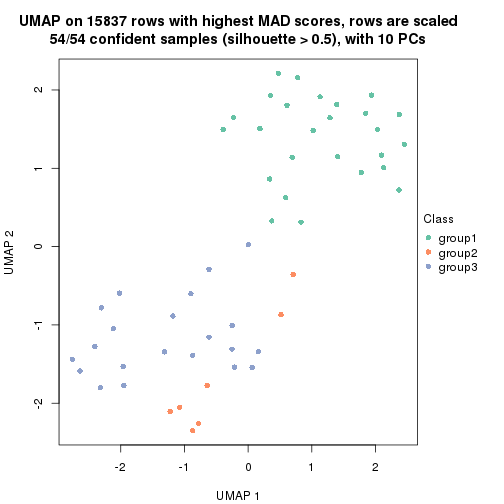 UMAP on 15837 rows with highest MAD scores, rows are scaled
54/54 confident samples (silhouette > 0.5), with 10 PCs
2
1
0
-1
-2
UMAP 2
Class
group1
group2
group3
-2 -1 0 1 2
UMAP 1